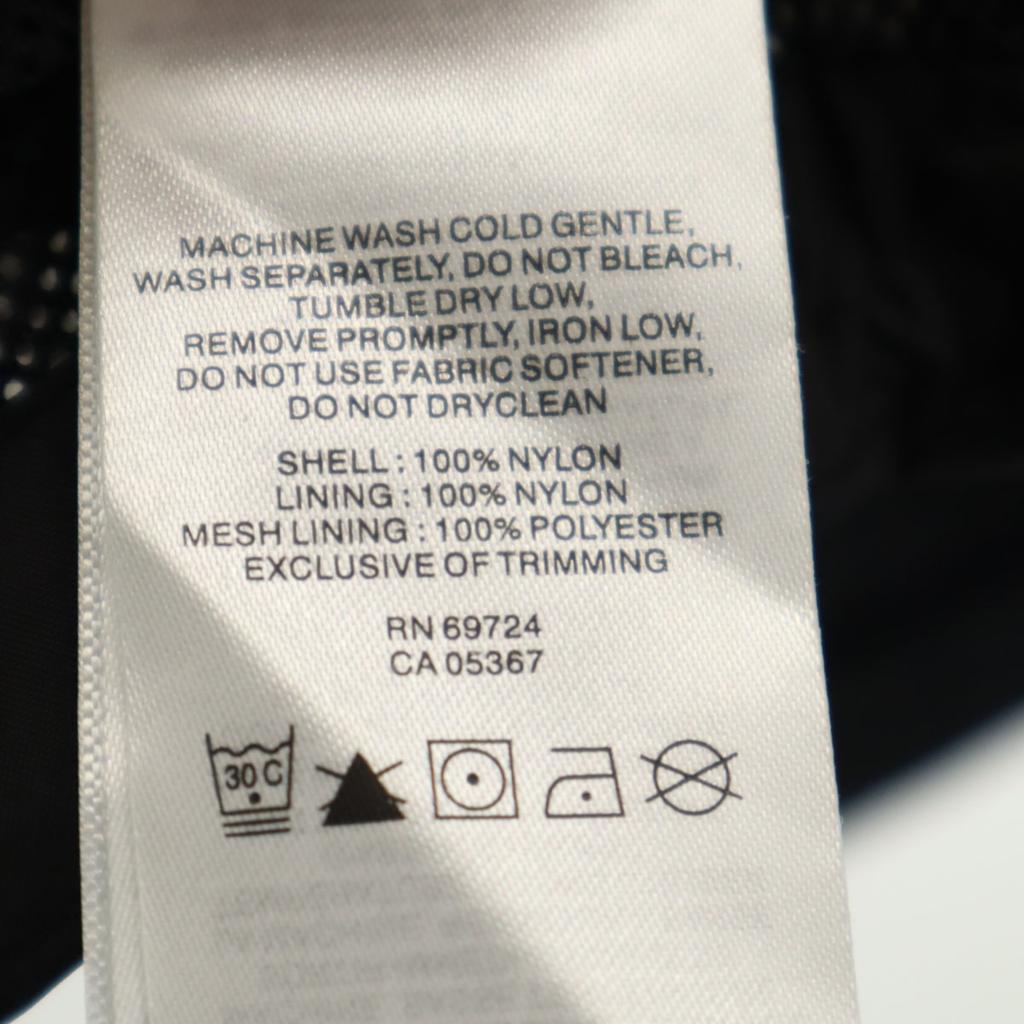 MACHINE WASH COLD GENTLE,
WASH SEPARATELY, DO NOT BLEACH,
TUMBLE DRY LOW,
REMOVE PROMPTLY, IRON LOW,
DO NOT USE FABRIC SOFTENER,
DO NOT DRYCLEAN
SHELL : 100% NYLON
LINING : 100% NYLON
MESH LINING : 100% POLYESTER
EXCLUSIVE OF TRIMMING
RN 69724
CA 05367
30 C